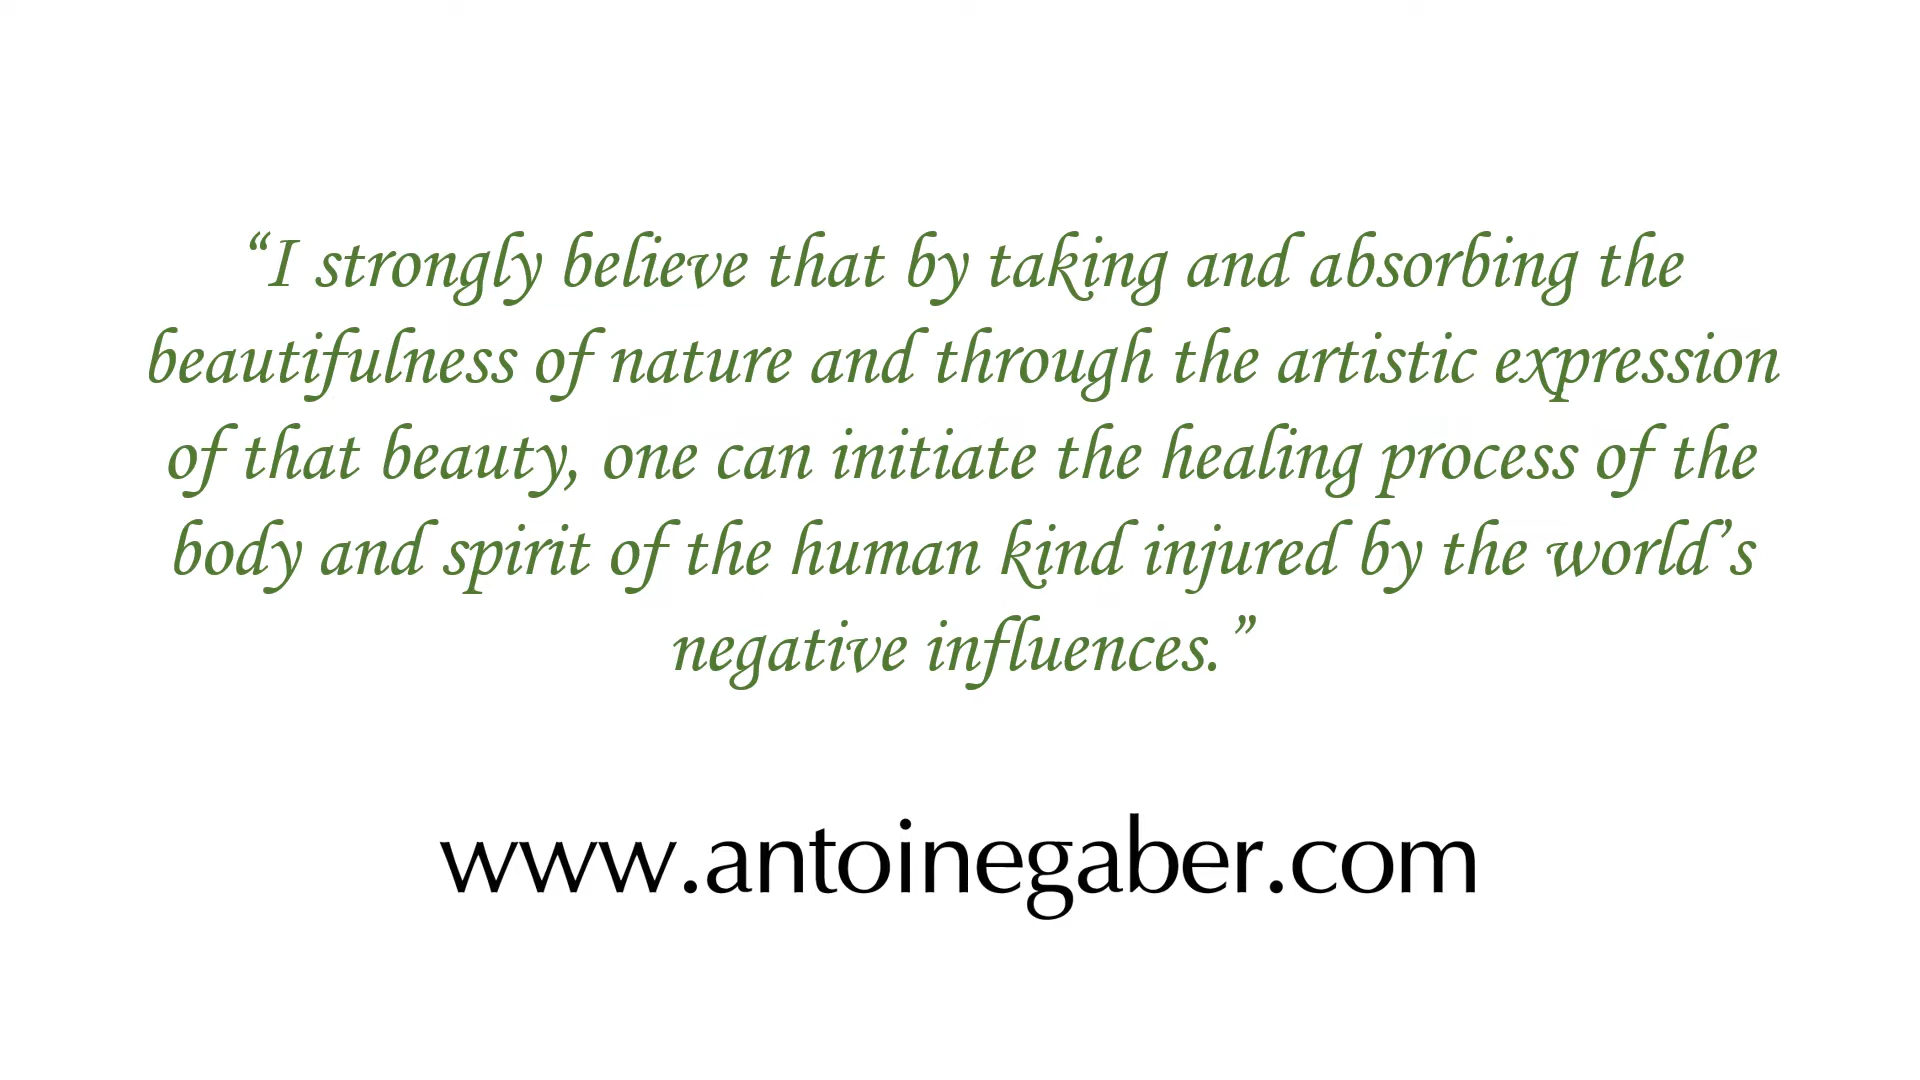 “I strongly believe that by taking and absorbing the
beautifulness of nature and through the artistic expression
of that beauty, one can initiate the healing process of the
body and spirit of the human kind injured by the world’s
negative influences.”
www.antoinegaber.com